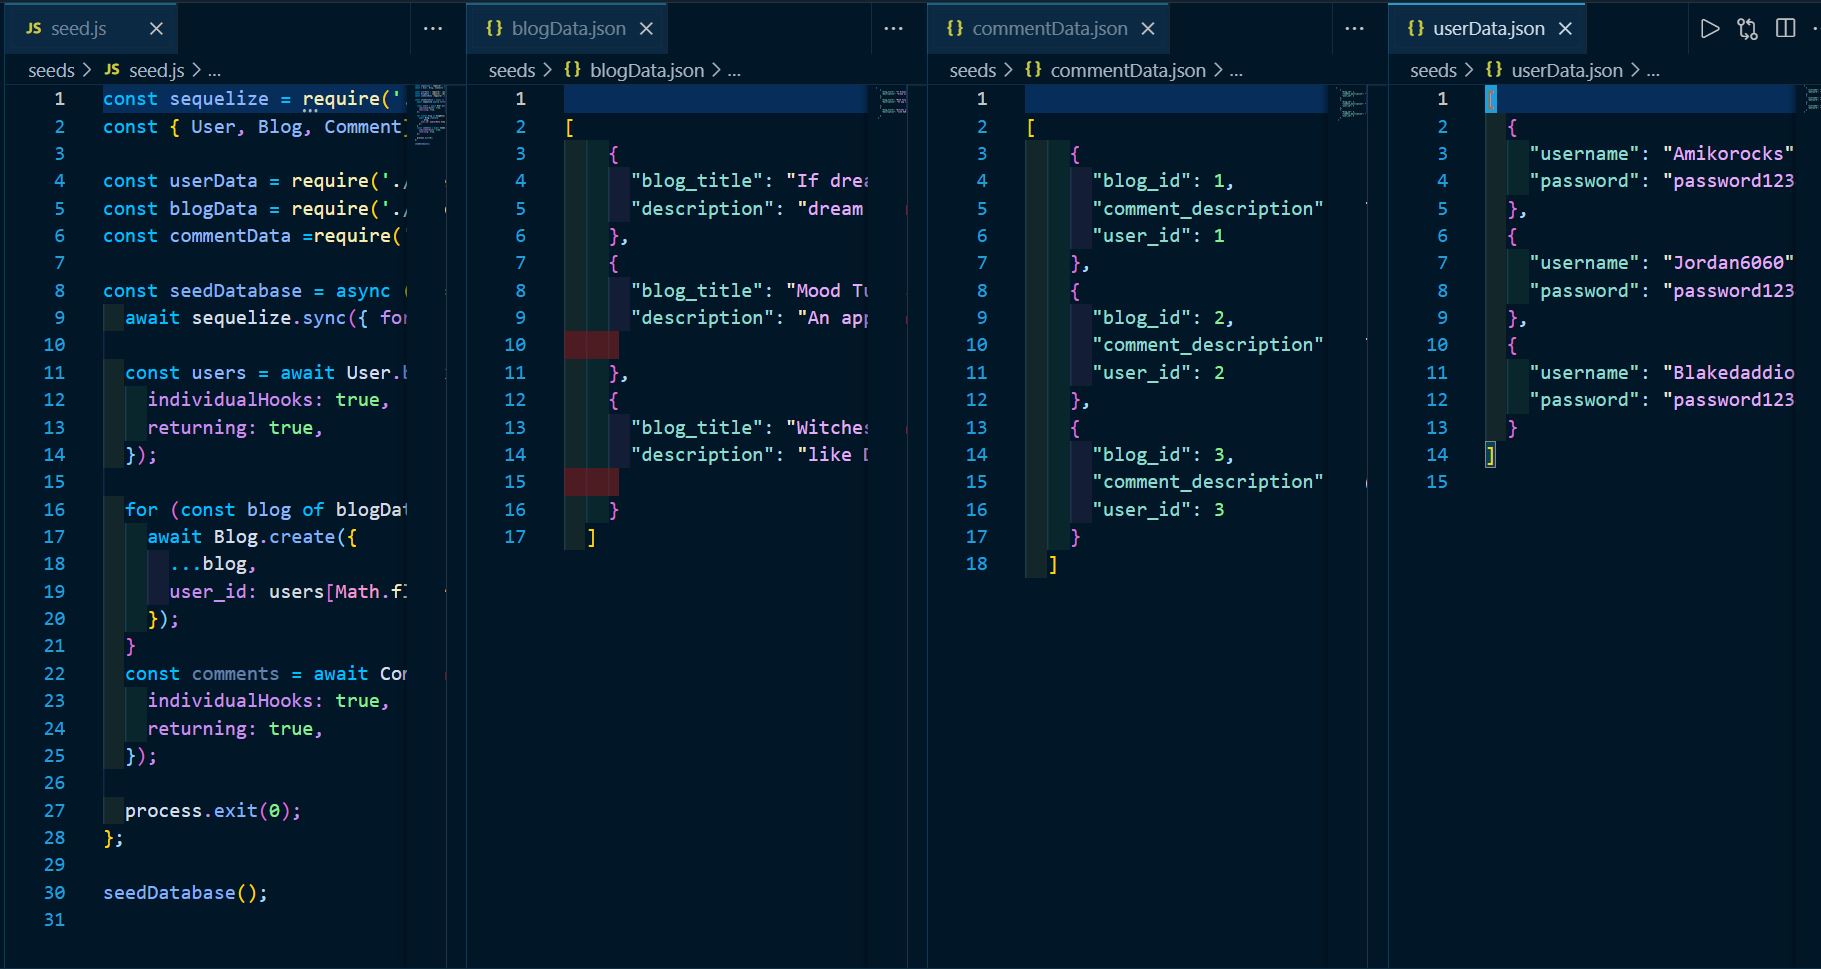 JS seed.js
seeds > JS seed.js > ...
1 const sequelize = require('.
2 const { User, Blog, Comment
3
4 const userData = require('./
5 const blogData = require('./
6 const commentData =require('
7
8 const seedDatabase = async (
9 await sequelize.sync({ for
10
11 const users = await User.b
12 individualHooks: true,
13 returning: true,
14 });
15
16 for (const blog of blogDat
17 await Blog.create({
18 ...blog,
19 user_id: users[Math.fl
20 });
21 }
22 const comments = await Com
23 individualHooks: true,
24 returning: true,
25 });
26
27 process.exit(0);
28 };
29
30 seedDatabase();
31
{} blogData.json
seeds > {} blogData.json > ...
1
2 [
3 {
4 "blog_title": "If drea
5 "description": "dream
6 },
7 {
8 "blog_title": "Mood Tu
9 "description": "An app
10
11 },
12 {
13 "blog_title": "Witches
14 "description": "like D
15
16 }
17 ]
{} commentData.json
seeds > {} commentData.json > ...
1
2 [
3 {
4 "blog_id": 1,
5 "comment_description"
6 "user_id": 1
7 },
8 {
9 "blog_id": 2,
10 "comment_description"
11 "user_id": 2
12 },
13 {
14 "blog_id": 3,
15 "comment_description"
16 "user_id": 3
17 }
18 ]
{} userData.json
seeds > {} userData.json > ...
1 [
2 {
3 "username": "Amikorocks"
4 "password": "password123
5 },
6 {
7 "username": "Jordan6060"
8 "password": "password123
9 },
10 {
11 "username": "Blakedaddio
12 "password": "password123
13 }
14 ]
15